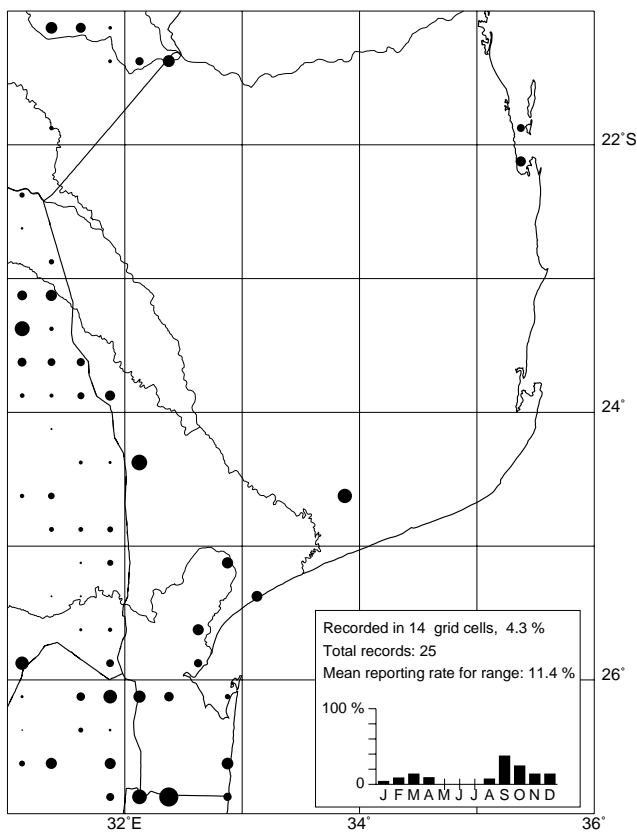 22°S
24°
Recorded in 14 grid cells, 4.3 %
Total records: 25
Mean reporting rate for range: 11.4 %
26°
100 %
0
J F M A M J J A S O N D
32°E 34° 36°